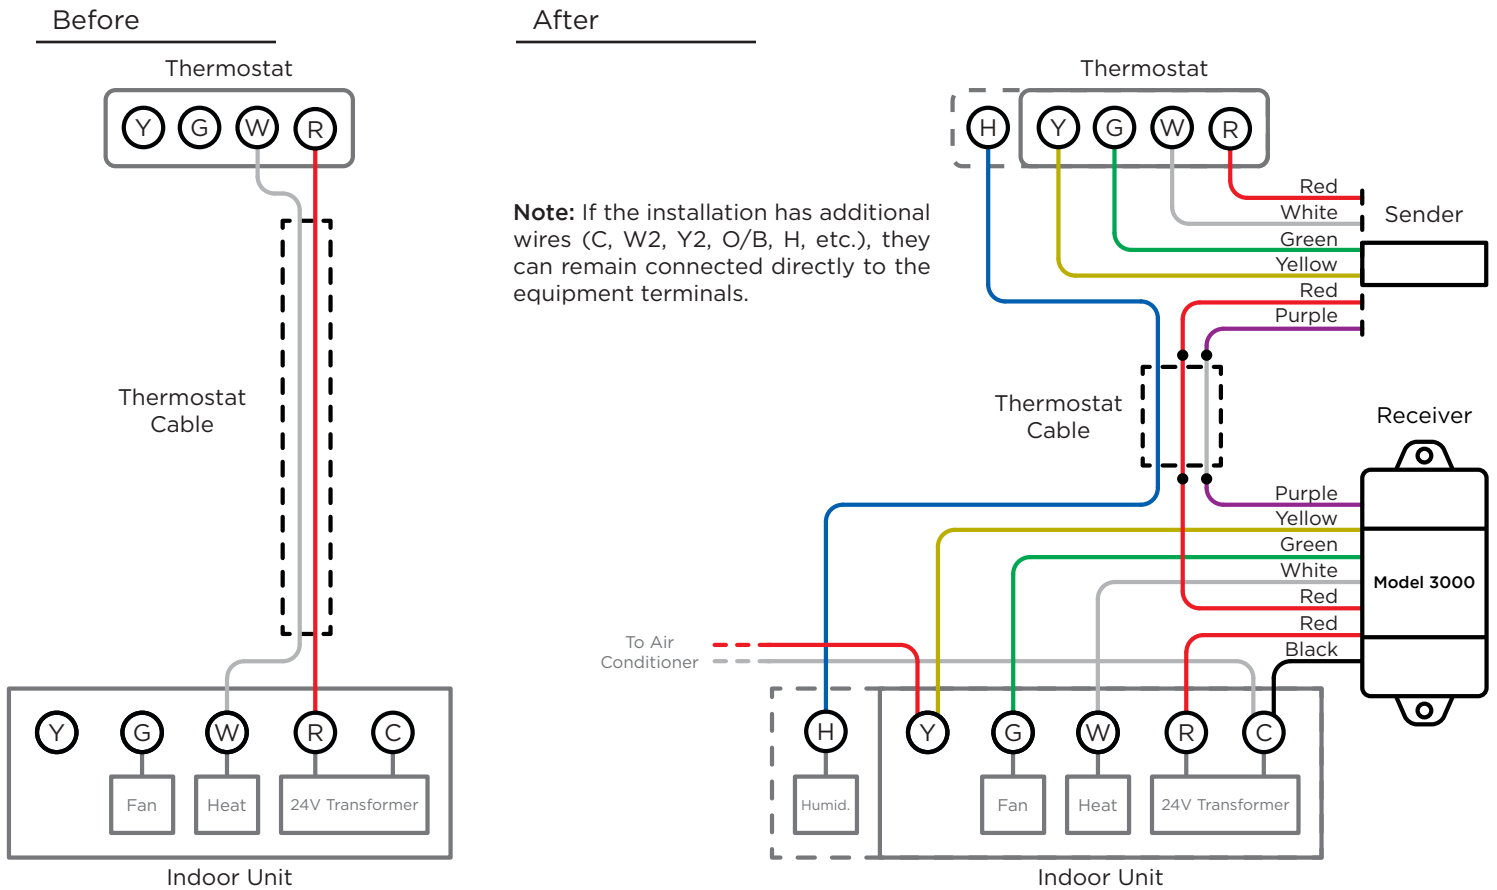 Before
Thermostat
Y G W R
Thermostat
Cable
Y G W R C
Fan Heat 24V Transformer
Indoor Unit
After
Thermostat
H Y G W R
Note: If the installation has additional
wires (C, W2, Y2, O/B, H, etc.), they
can remain connected directly to the
equipment terminals.
Red
White
Green
Yellow
Red
Purple
Sender
Thermostat
Cable
Receiver
Purple
Yellow
Green
White
Red
Red
Black
Model 3000
To Air
Conditioner
H Y G W R C
Humid. Fan Heat 24V Transformer
Indoor Unit